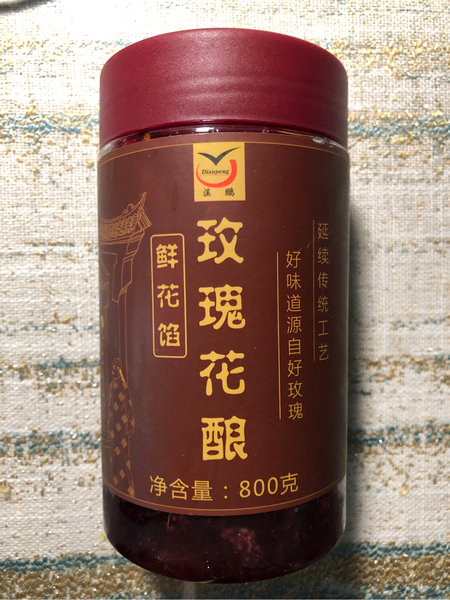 Dianpeng
滇鹏
延续传统工艺
好味道源自好玫瑰
玫瑰花酿
鲜花馅
净含量：800克